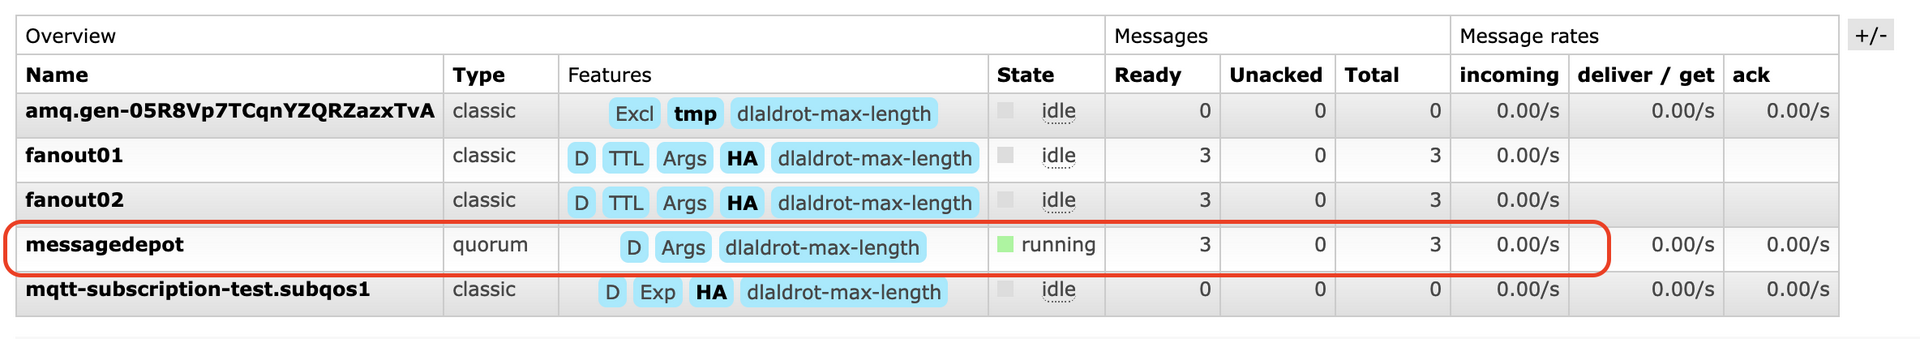 Overview Messages Message rates +/-
Name Type Features State Ready Unacked Total incoming deliver / get ack
amq.gen-05R8Vp7TCqnYZQRZazxTvA classic Excl tmp dlaldrot-max-length idle 0 0 0 0.00/s 0.00/s 0.00/s
fanout01 classic D TTL Args HA dlaldrot-max-length idle 3 0 3 0.00/s
fanout02 classic D TTL Args HA dlaldrot-max-length idle 3 0 3 0.00/s
messagedepot quorum D Args dlaldrot-max-length running 3 0 3 0.00/s 0.00/s 0.00/s
mqtt-subscription-test.subqos1 classic D Exp HA dlaldrot-max-length idle 0 0 0 0.00/s 0.00/s 0.00/s